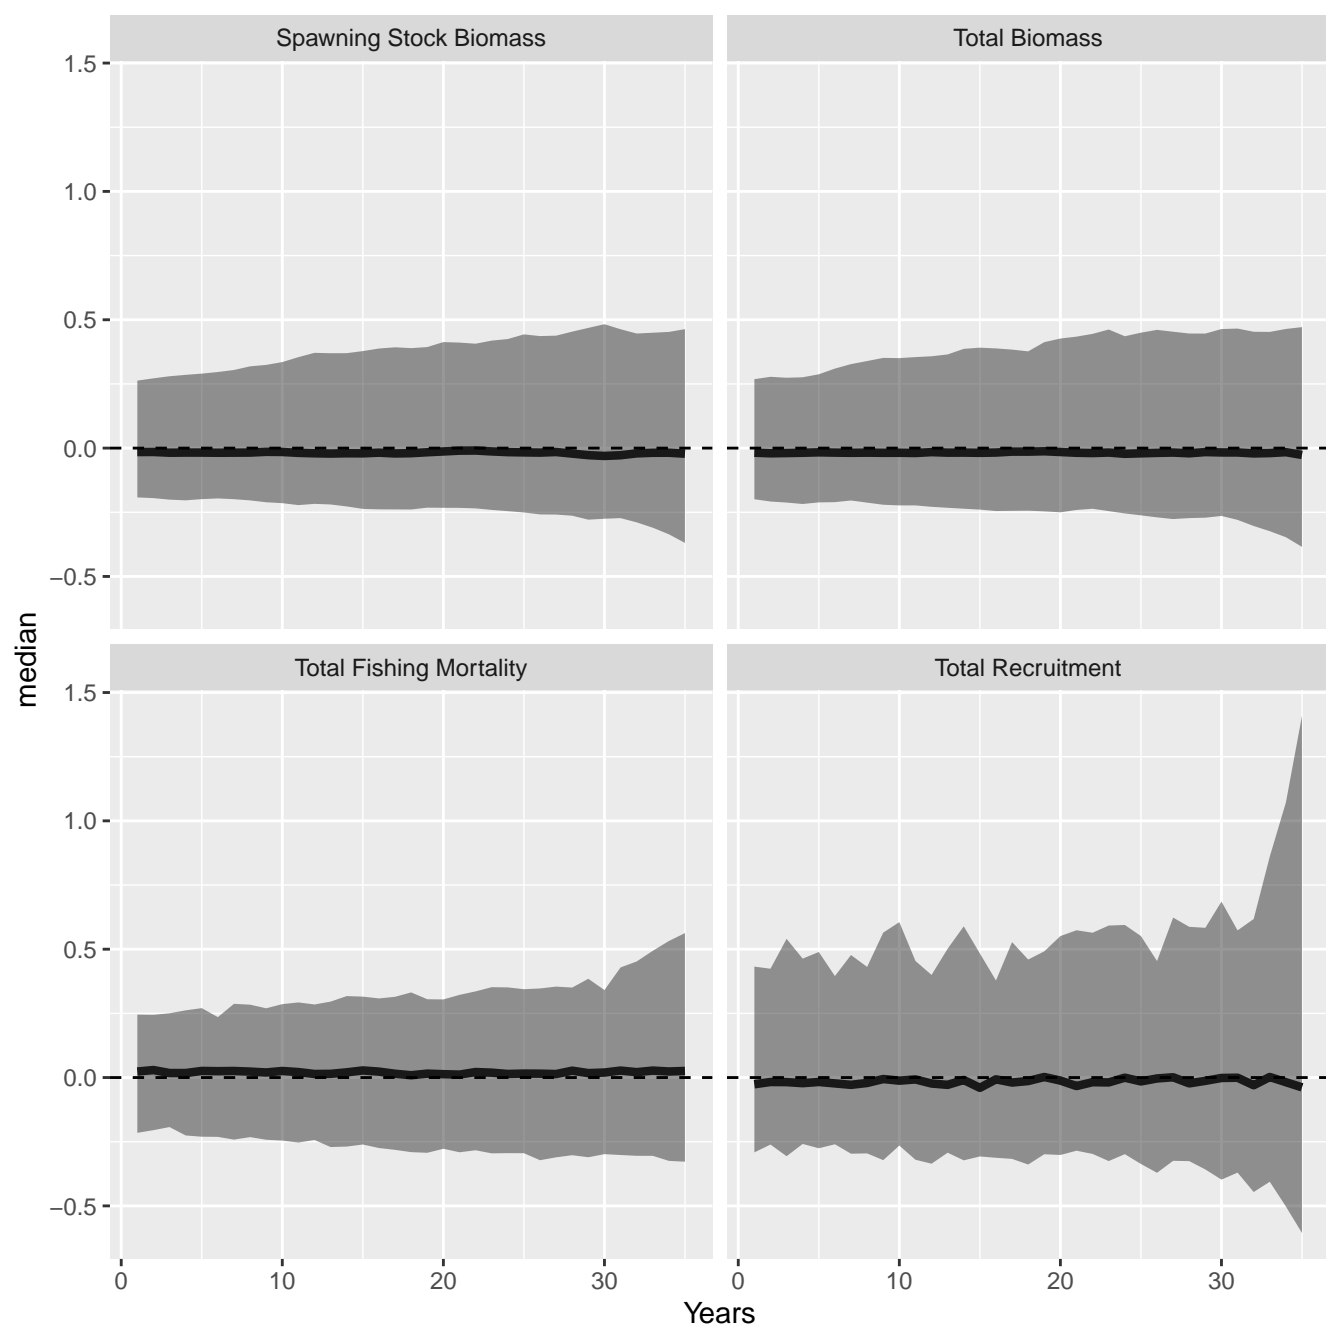 Spawning Stock Biomass
Total Biomass
1.5
1.0
0.5
0.0
−0.5
Total Fishing Mortality
Total Recruitment
1.5
1.0
0.5
0.0
−0.5
median
0 10 20 30
0 10 20 30
Years